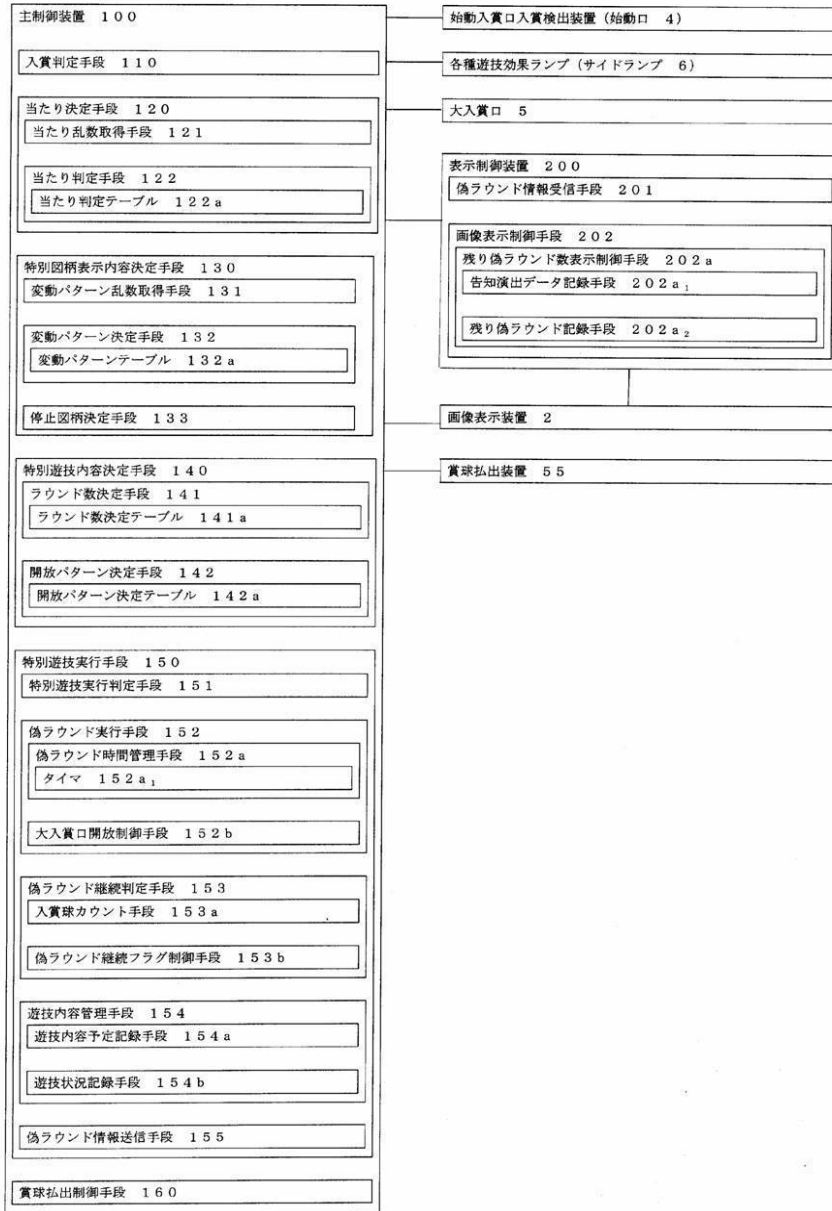 主制御装置 １００
入賞判定手段 １１０
当たり決定手段 １２０
当たり乱数取得手段 １２１
当たり判定手段 １２２
当たり判定テーブル １２２ａ
特別図柄表示内容決定手段 １３０
変動パターン乱数取得手段 １３１
変動パターン決定手段 １３２
変動パターンテーブル １３２ａ
停止図柄決定手段 １３３
特別遊技内容決定手段 １４０
ラウンド数決定手段 １４１
ラウンド数決定テーブル １４１ａ
開放パターン決定手段 １４２
開放パターン決定テーブル １４２ａ
特別遊技実行手段 １５０
特別遊技実行判定手段 １５１
偽ラウンド実行手段 １５２
偽ラウンド時間管理手段 １５２ａ
タイマ １５２ａ₁
大入賞口開放制御手段 １５２ｂ
偽ラウンド継続判定手段 １５３
入賞球カウント手段 １５３ａ
偽ラウンド継続フラグ制御手段 １５３ｂ
遊技内容管理手段 １５４
遊技内容予定記録手段 １５４ａ
遊技状況記録手段 １５４ｂ
偽ラウンド情報送信手段 １５５
賞球払出制御手段 １６０
始動入賞口入賞検出装置（始動口 ４）
各種遊技効果ランプ（サイドランプ ６）
大入賞口 ５
表示制御装置 ２００
偽ラウンド情報受信手段 ２０１
画像表示制御手段 ２０２
残り偽ラウンド数表示制御手段 ２０２ａ
告知演出データ記録手段 ２０２ａ₁
残り偽ラウンド記録手段 ２０２ａ₂
画像表示装置 ２
賞球払出装置 ５５